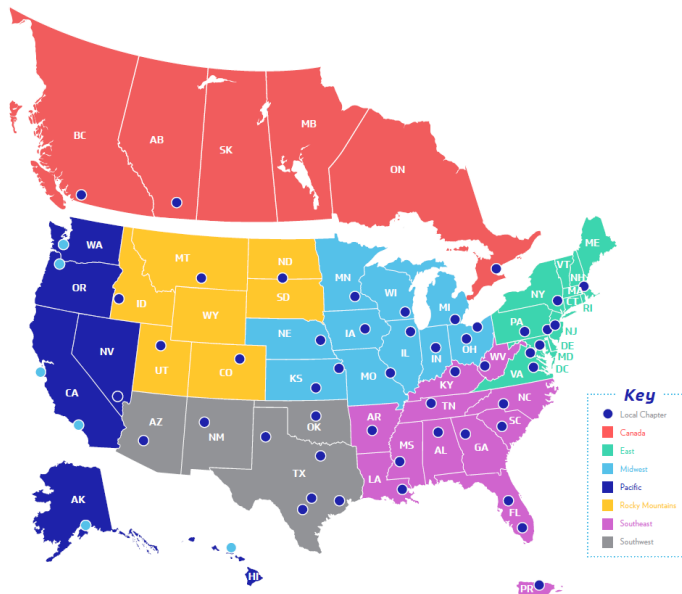 BC
AB
SK
MB
ON
WA
OR
CA
NV
ID
MT
WY
UT
CO
ND
SD
NE
KS
MN
IA
MO
WI
IL
MI
IN
OH
KY
WV
TN
AR
LA
MS
AL
GA
FL
SC
NC
AZ
NM
OK
TX
ME
VT
NH
MA
CT
RI
NY
PA
NJ
DE
MD
DC
VA
AK
HI
PR
Key
Local Chapter
Canada
East
Midwest
Pacific
Rocky Mountains
Southeast
Southwest